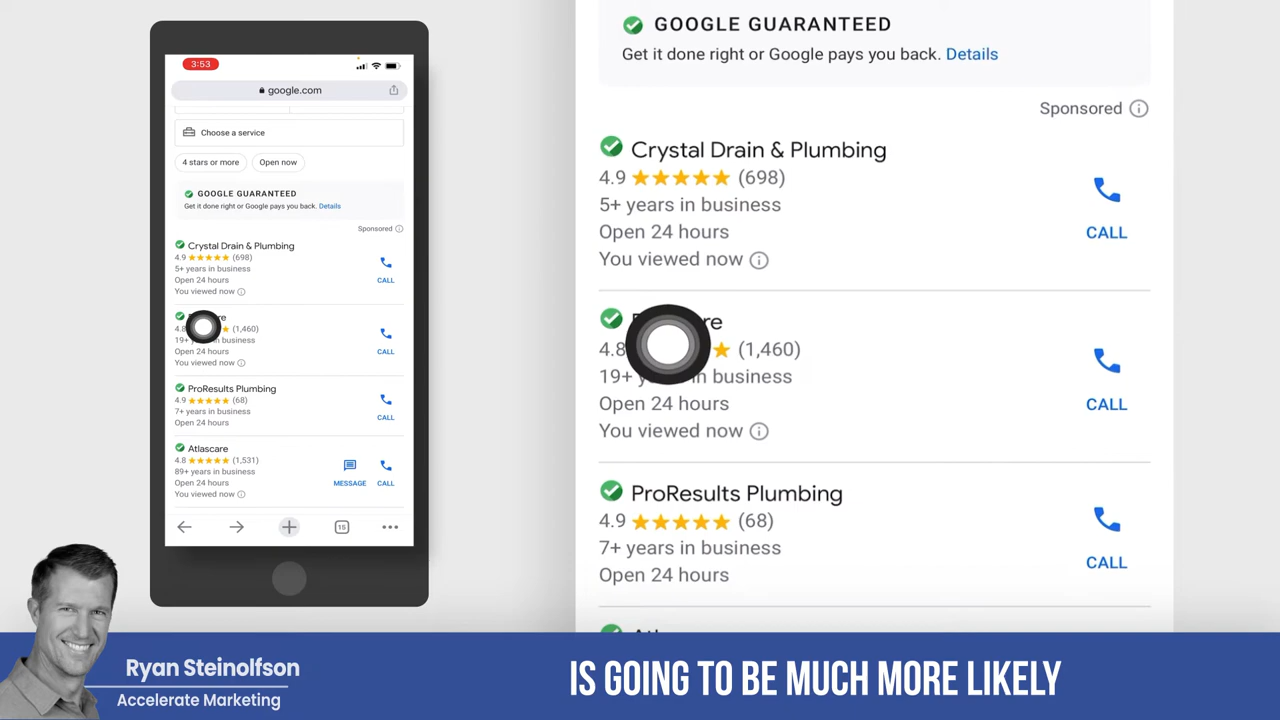 3:53
google.com
Choose a service
4 stars or more
Open now
GOOGLE GUARANTEED
Get it done right or Google pays you back. Details
Sponsored
Crystal Drain & Plumbing
4.9 (698)
5+ years in business
Open 24 hours
You viewed now
4.8 (1,460)
19+ in business
Open 24 hours
You viewed now
ProResults Plumbing
4.9 (68)
7+ years in business
Open 24 hours
Atlascare
4.8 (1,531)
89+ years in business
Open 24 hours
You viewed now
CALL
CALL
CALL
MESSAGE CALL
15
GOOGLE GUARANTEED
Get it done right or Google pays you back. Details
Sponsored
Crystal Drain & Plumbing
4.9 (698)
5+ years in business
Open 24 hours
You viewed now
CALL
4.8 (1,460)
19+ in business
Open 24 hours
You viewed now
CALL
ProResults Plumbing
4.9 (68)
7+ years in business
Open 24 hours
CALL
Ryan Steinolfson
Accelerate Marketing
IS GOING TO BE MUCH MORE LIKELY